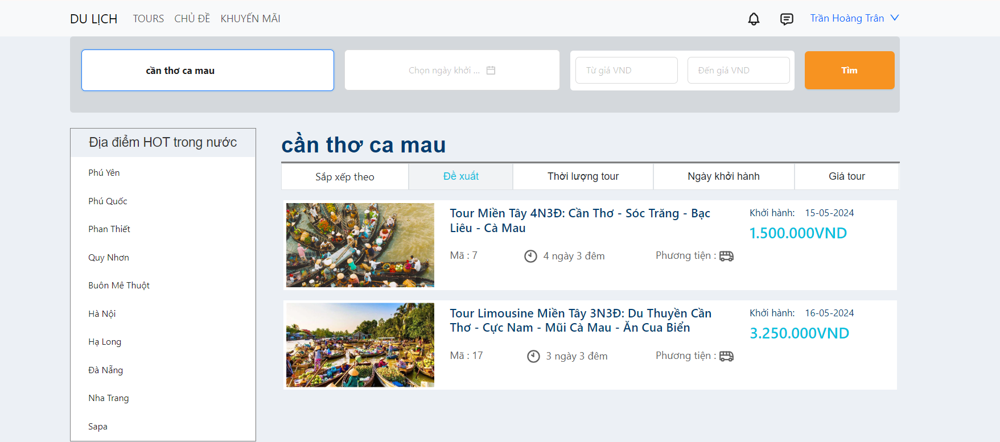 DU LỊCH TOURS CHỦ ĐỀ KHUYẾN MÃI Trần Hoàng Trân
cần thơ ca mau Chọn ngày khởi ... Từ giá VND Đến giá VND Tìm
Địa điểm HOT trong nước
Phú Yên
Phú Quốc
Phan Thiết
Quy Nhơn
Buôn Mê Thuột
Hà Nội
Hạ Long
Đà Nẵng
Nha Trang
Sapa
cần thơ ca mau
Sắp xếp theo Đề xuất Thời lượng tour Ngày khởi hành Giá tour
Tour Miền Tây 4N3Đ: Cần Thơ - Sóc Trăng - Bạc
Liêu - Cà Mau
Khởi hành: 15-05-2024
1.500.000VND
Mã : 7 4 ngày 3 đêm Phương tiện :
Tour Limousine Miền Tây 3N3Đ: Du Thuyền Cần
Thơ - Cực Nam - Mũi Cà Mau - Ăn Cua Biển
Khởi hành: 16-05-2024
3.250.000VND
Mã : 17 3 ngày 3 đêm Phương tiện :